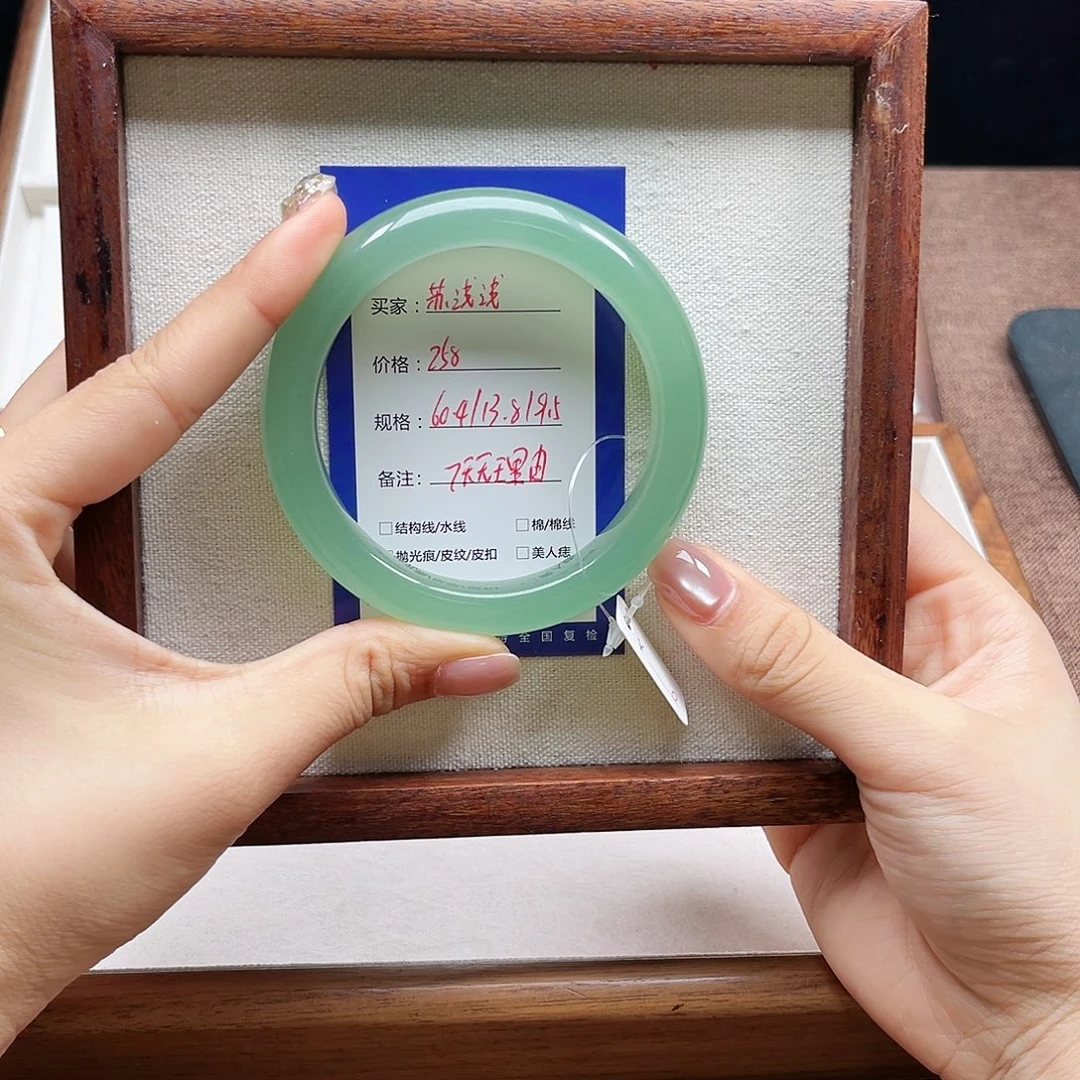 买家：苏浅浅
价格：258
规格：60.4/13.8/9.5
备注：7天无理由
□结构线/水线 □棉/棉线
抛光痕/皮纹/皮扣 □美人痣
全国复检